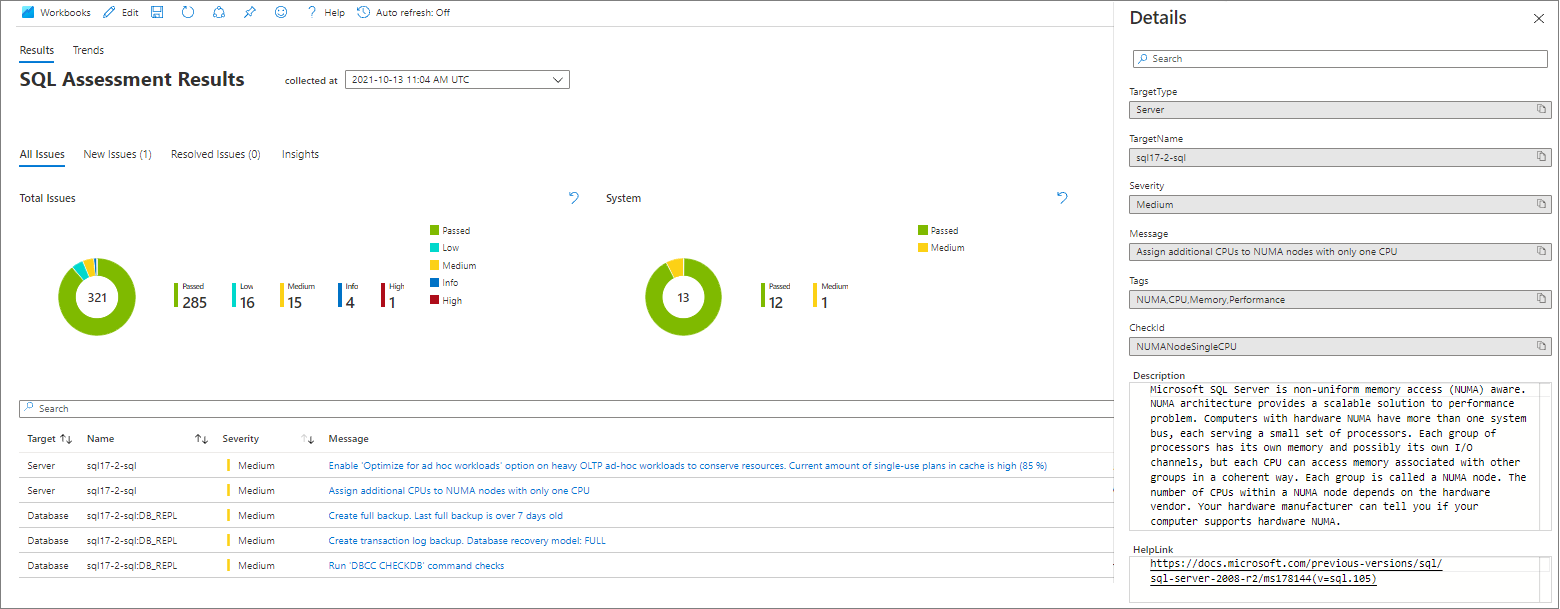 Workbooks Edit Help Auto refresh: Off
Results Trends
SQL Assessment Results
collected at 2021-10-13 11:04 AM UTC
All Issues New Issues (1) Resolved Issues (0) Insights
Total Issues
321
Passed 285
Low 16
Medium 15
Info 4
High 1
Passed
Low
Medium
Info
High
System
13
Passed 12
Medium 1
Passed
Medium
Search
Target Name Severity Message
Server sql17-2-sql Medium Enable 'Optimize for ad hoc workloads' option on heavy OLTP ad-hoc workloads to conserve resources. Current amount of single-use plans in cache is high (85 %)
Server sql17-2-sql Medium Assign additional CPUs to NUMA nodes with only one CPU
Database sql17-2-sql:DB_REPL Medium Create full backup. Last full backup is over 7 days old
Database sql17-2-sql:DB_REPL Medium Create transaction log backup. Database recovery model: FULL
Database sql17-2-sql:DB_REPL Medium Run 'DBCC CHECKDB' command checks
Details
Search
TargetType
Server
TargetName
sql17-2-sql
Severity
Medium
Message
Assign additional CPUs to NUMA nodes with only one CPU
Tags
NUMA,CPU,Memory,Performance
CheckId
NUMANodeSingleCPU
Description
Microsoft SQL Server is non-uniform memory access (NUMA) aware.
NUMA architecture provides a scalable solution to performance
problem. Computers with hardware NUMA have more than one system
bus, each serving a small set of processors. Each group of
processors has its own memory and possibly its own I/O
channels, but each CPU can access memory associated with other
groups in a coherent way. Each group is called a NUMA node. The
number of CPUs within a NUMA node depends on the hardware
vendor. Your hardware manufacturer can tell you if your
computer supports hardware NUMA.
HelpLink
https://docs.microsoft.com/previous-versions/sql/
sql-server-2008-r2/ms178144(v=sql.105)